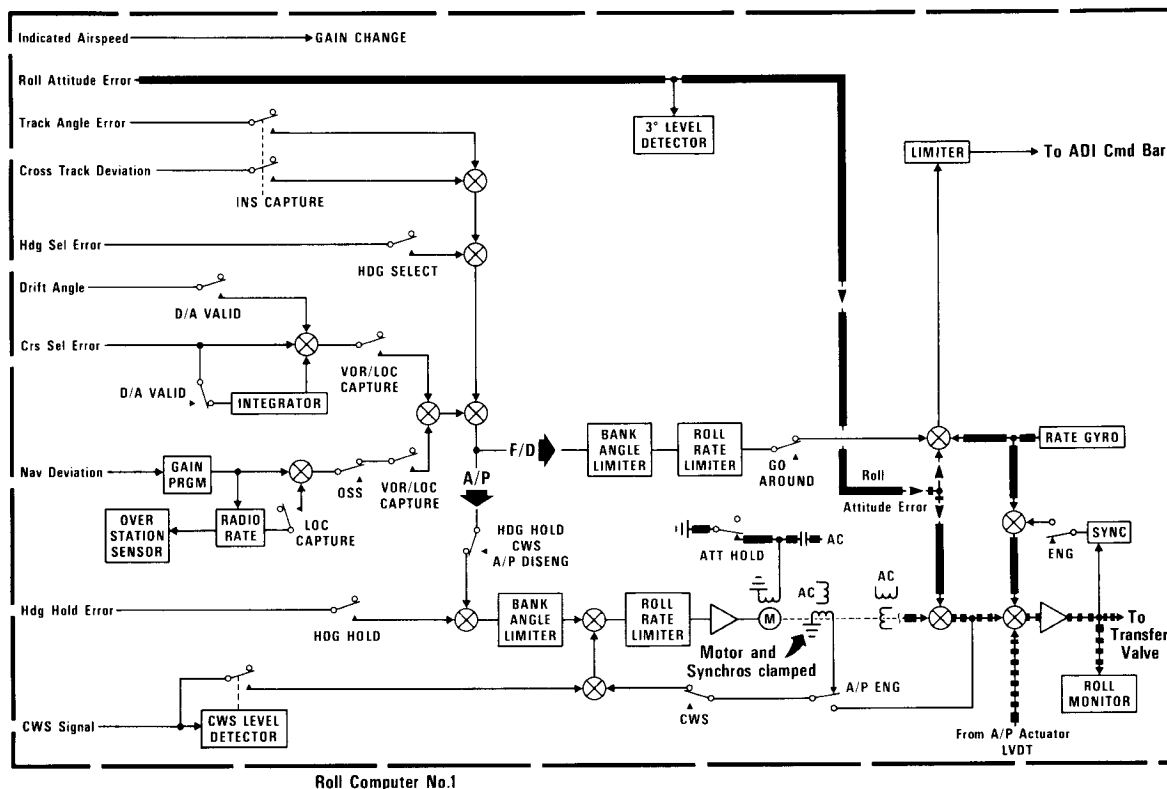 Indicated Airspeed
GAIN CHANGE
Roll Attitude Error
Track Angle Error
3° LEVEL
DETECTOR
LIMITER
To ADI Cmd Bar
Cross Track Deviation
INS CAPTURE
Hdg Sel Error
HDG SELECT
Drift Angle
D/A VALID
Crs Sel Error
D/A VALID
INTEGRATOR
VOR/LOC
CAPTURE
F/D
BANK
ANGLE
LIMITER
ROLL
RATE
LIMITER
GO
AROUND
RATE GYRO
Nav Deviation
GAIN
PRGM
OSS
VOR/LOC
CAPTURE
A/P
Roll
Attitude Error
OVER
STATION
SENSOR
RADIO
RATE
LOC
CAPTURE
HDG HOLD
CWS
A/P DISENG
ATT HOLD
AC
ENG
SYNC
Hdg Hold Error
HDG HOLD
BANK
ANGLE
LIMITER
ROLL
RATE
LIMITER
M
AC
AC
Motor and
Synchros clamped
To
Transfer
Valve
CWS Signal
CWS LEVEL
DETECTOR
CWS
A/P ENG
ROLL
MONITOR
From A/P Actuator
LVDT
Roll Computer No.1